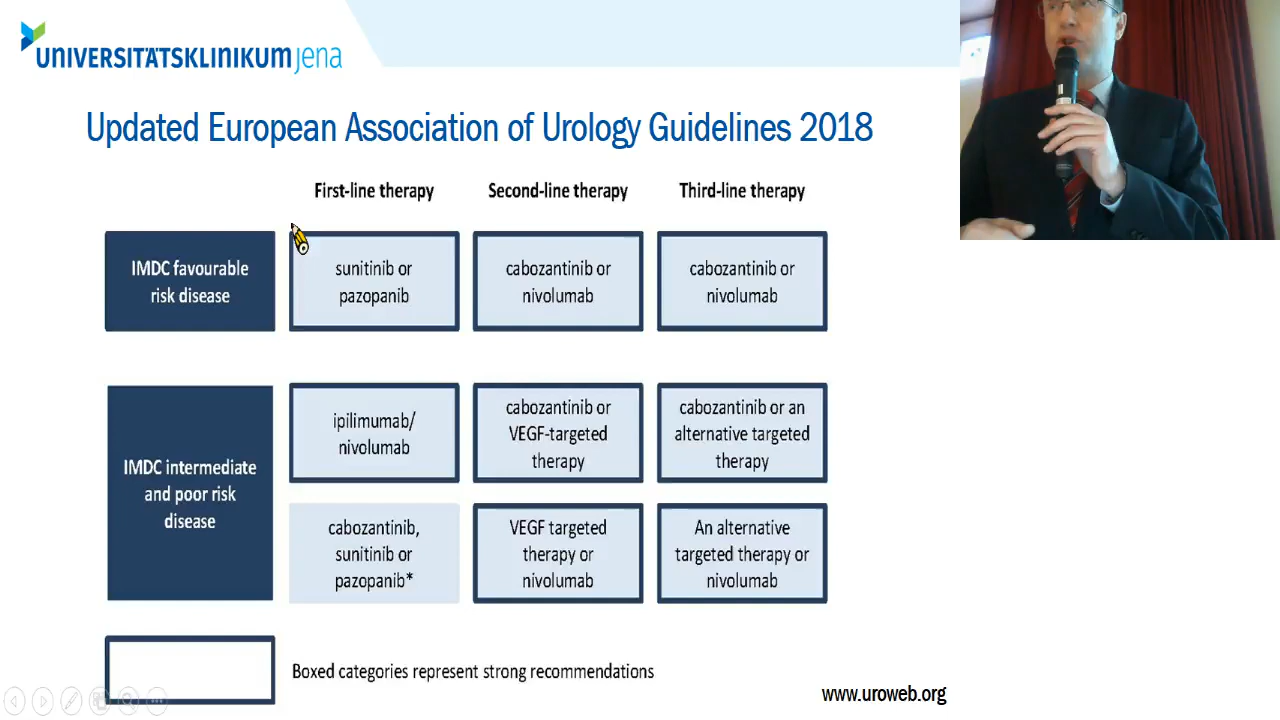 UNIVERSITÄTSKLINIKUM jena
Updated European Association of Urology Guidelines 2018
First-line therapy
Second-line therapy
Third-line therapy
IMDC favourable
risk disease
sunitinib or
pazopanib
cabozantinib or
nivolumab
cabozantinib or
nivolumab
IMDC intermediate
and poor risk
disease
ipilimumab/
nivolumab
cabozantinib or
VEGF-targeted
therapy
cabozantinib or an
alternative targeted
therapy
cabozantinib,
sunitinib or
pazopanib*
VEGF targeted
therapy or
nivolumab
An alternative
targeted therapy or
nivolumab
Boxed categories represent strong recommendations
www.uroweb.org